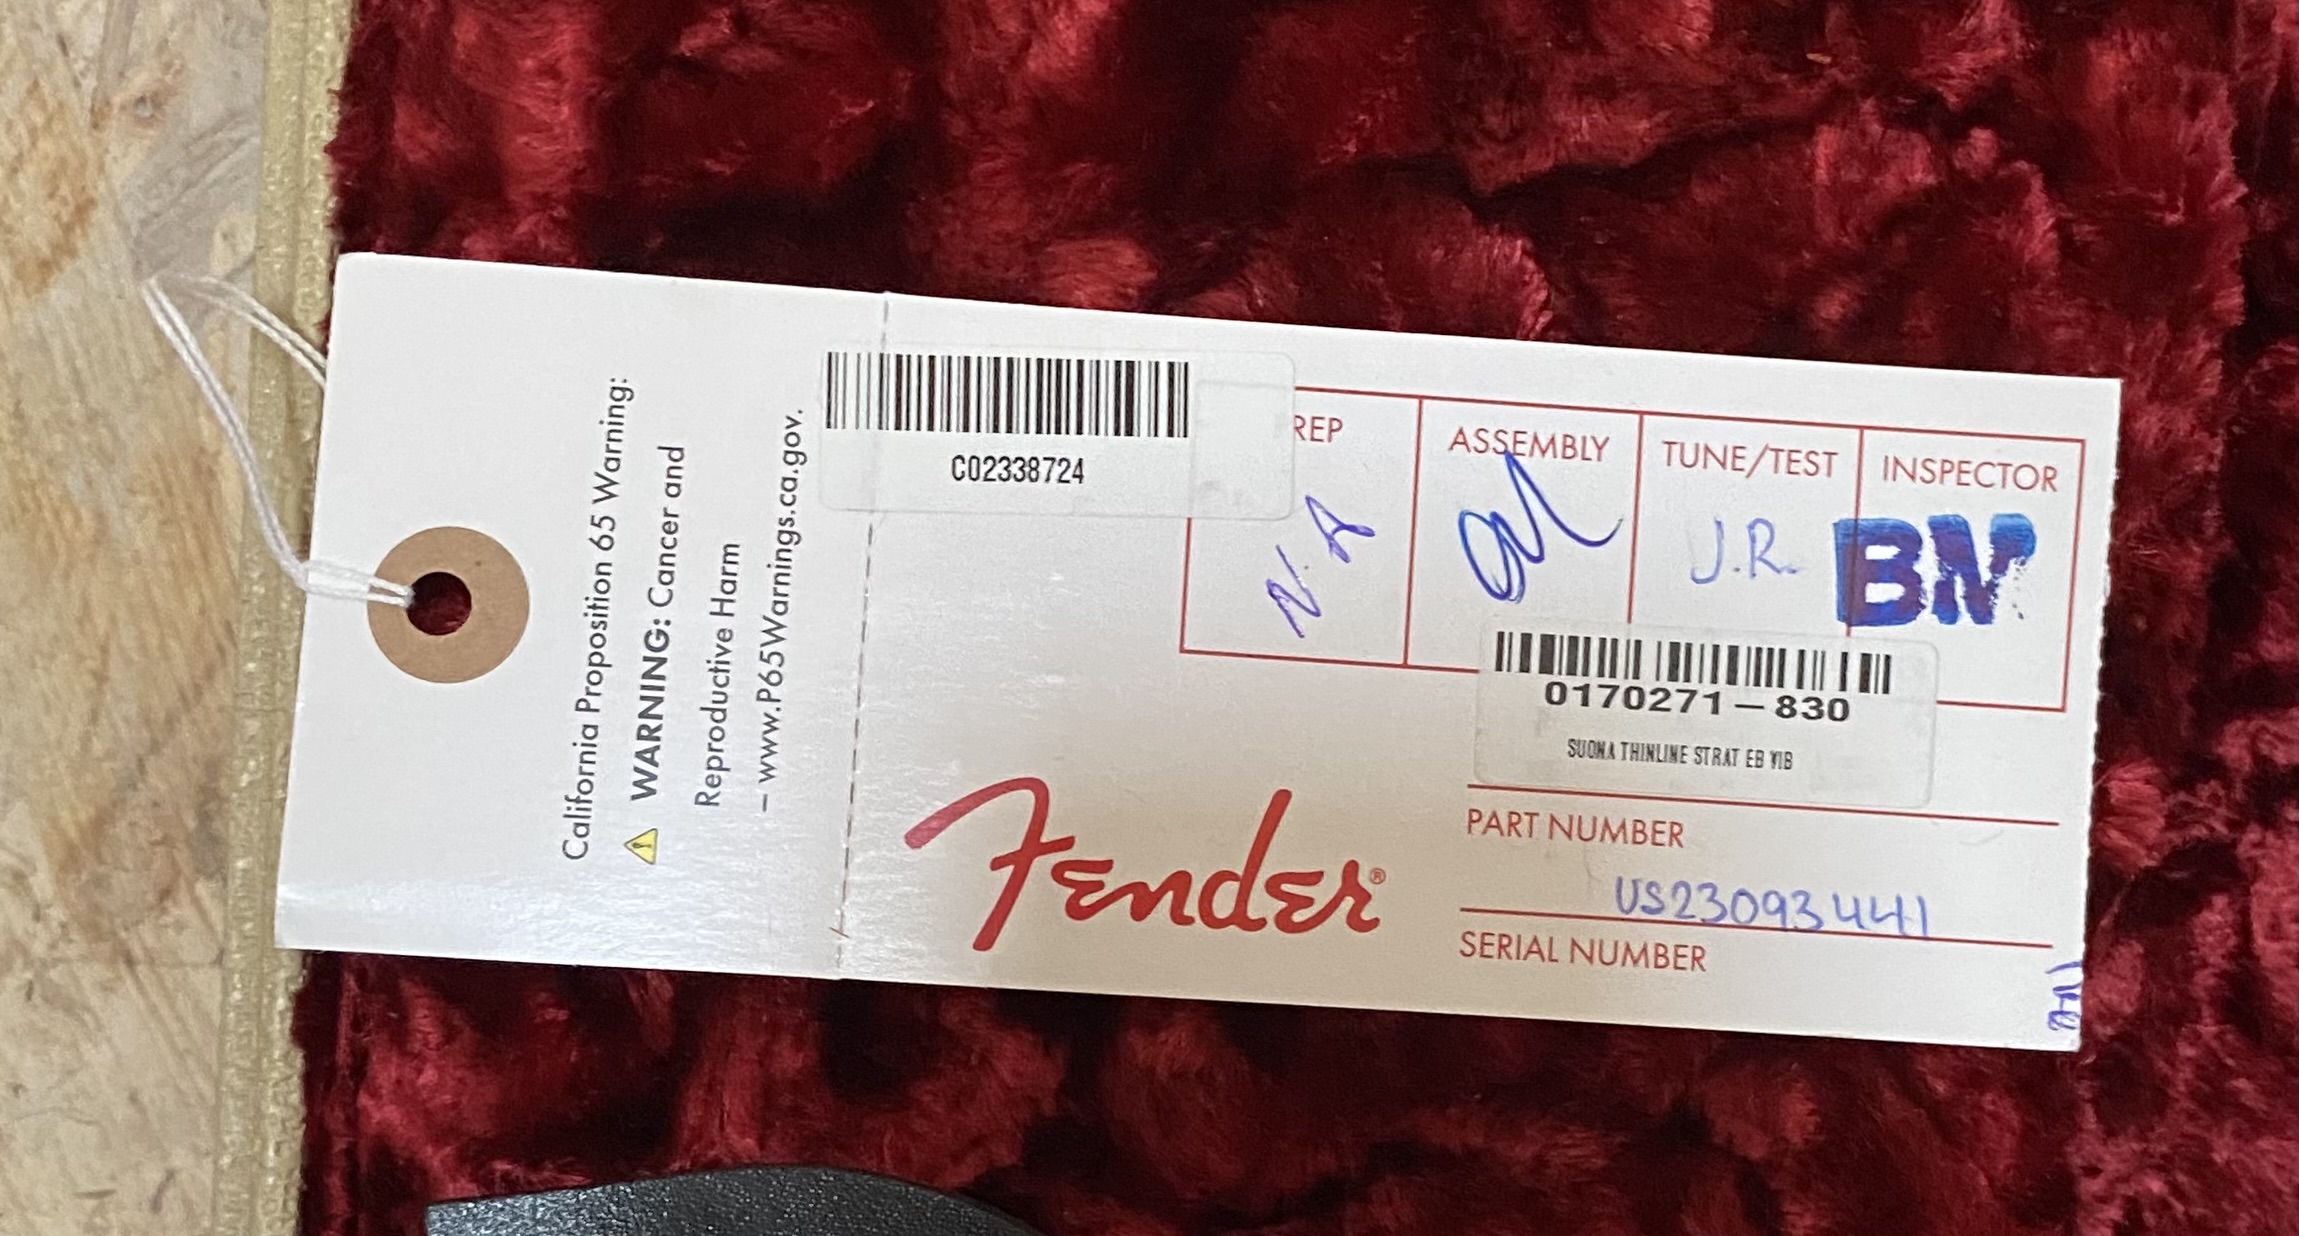 California Proposition 65 Warning:
WARNING: Cancer and
Reproductive Harm
– www.P65Warnings.ca.gov.
C02338724
REP
ASSEMBLY
TUNE/TEST
INSPECTOR
N.A
J.R.
BN
0170271-830
SUONA THINLINE STRAT EB VIB
PART NUMBER
US23093441
SERIAL NUMBER
Fender®